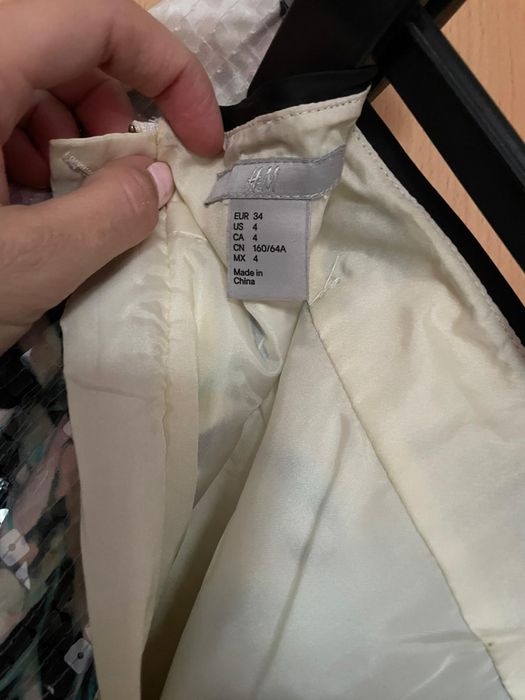 H&M
EUR 34
US 4
CA 4
CN 160/64A
MX 4
Made in
China